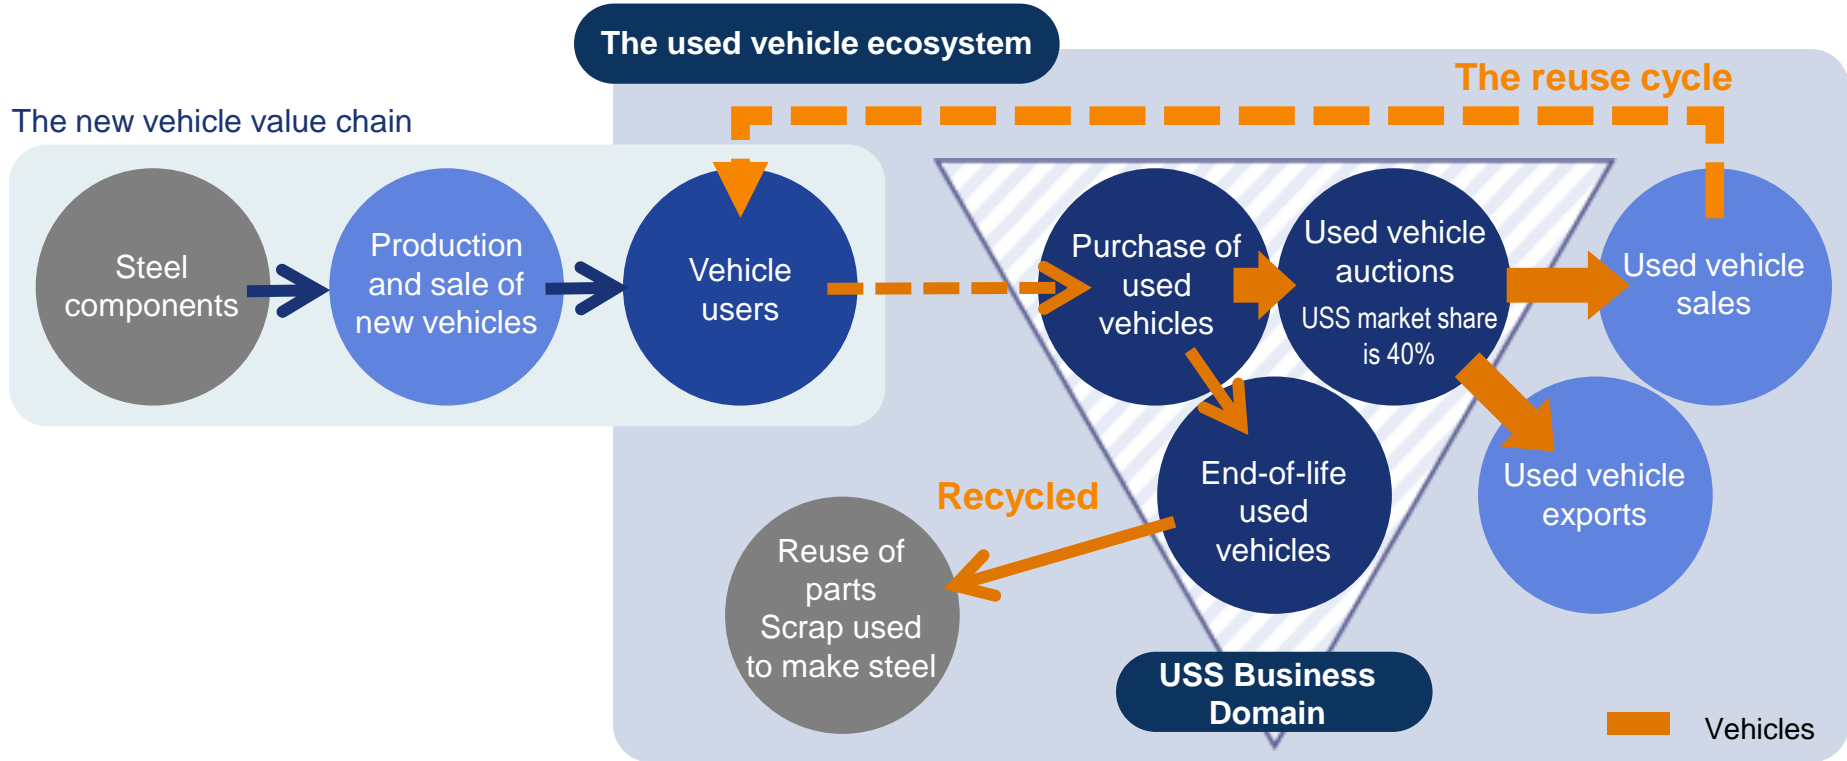 The used vehicle ecosystem
The reuse cycle
The new vehicle value chain
Steel
components
Production
and sale of
new vehicles
Vehicle
users
Purchase of
used
vehicles
Used vehicle
auctions
USS market share
is 40%
Used vehicle
sales
End-of-life
used
vehicles
Used vehicle
exports
Recycled
Reuse of
parts
Scrap used
to make steel
USS Business
Domain
Vehicles